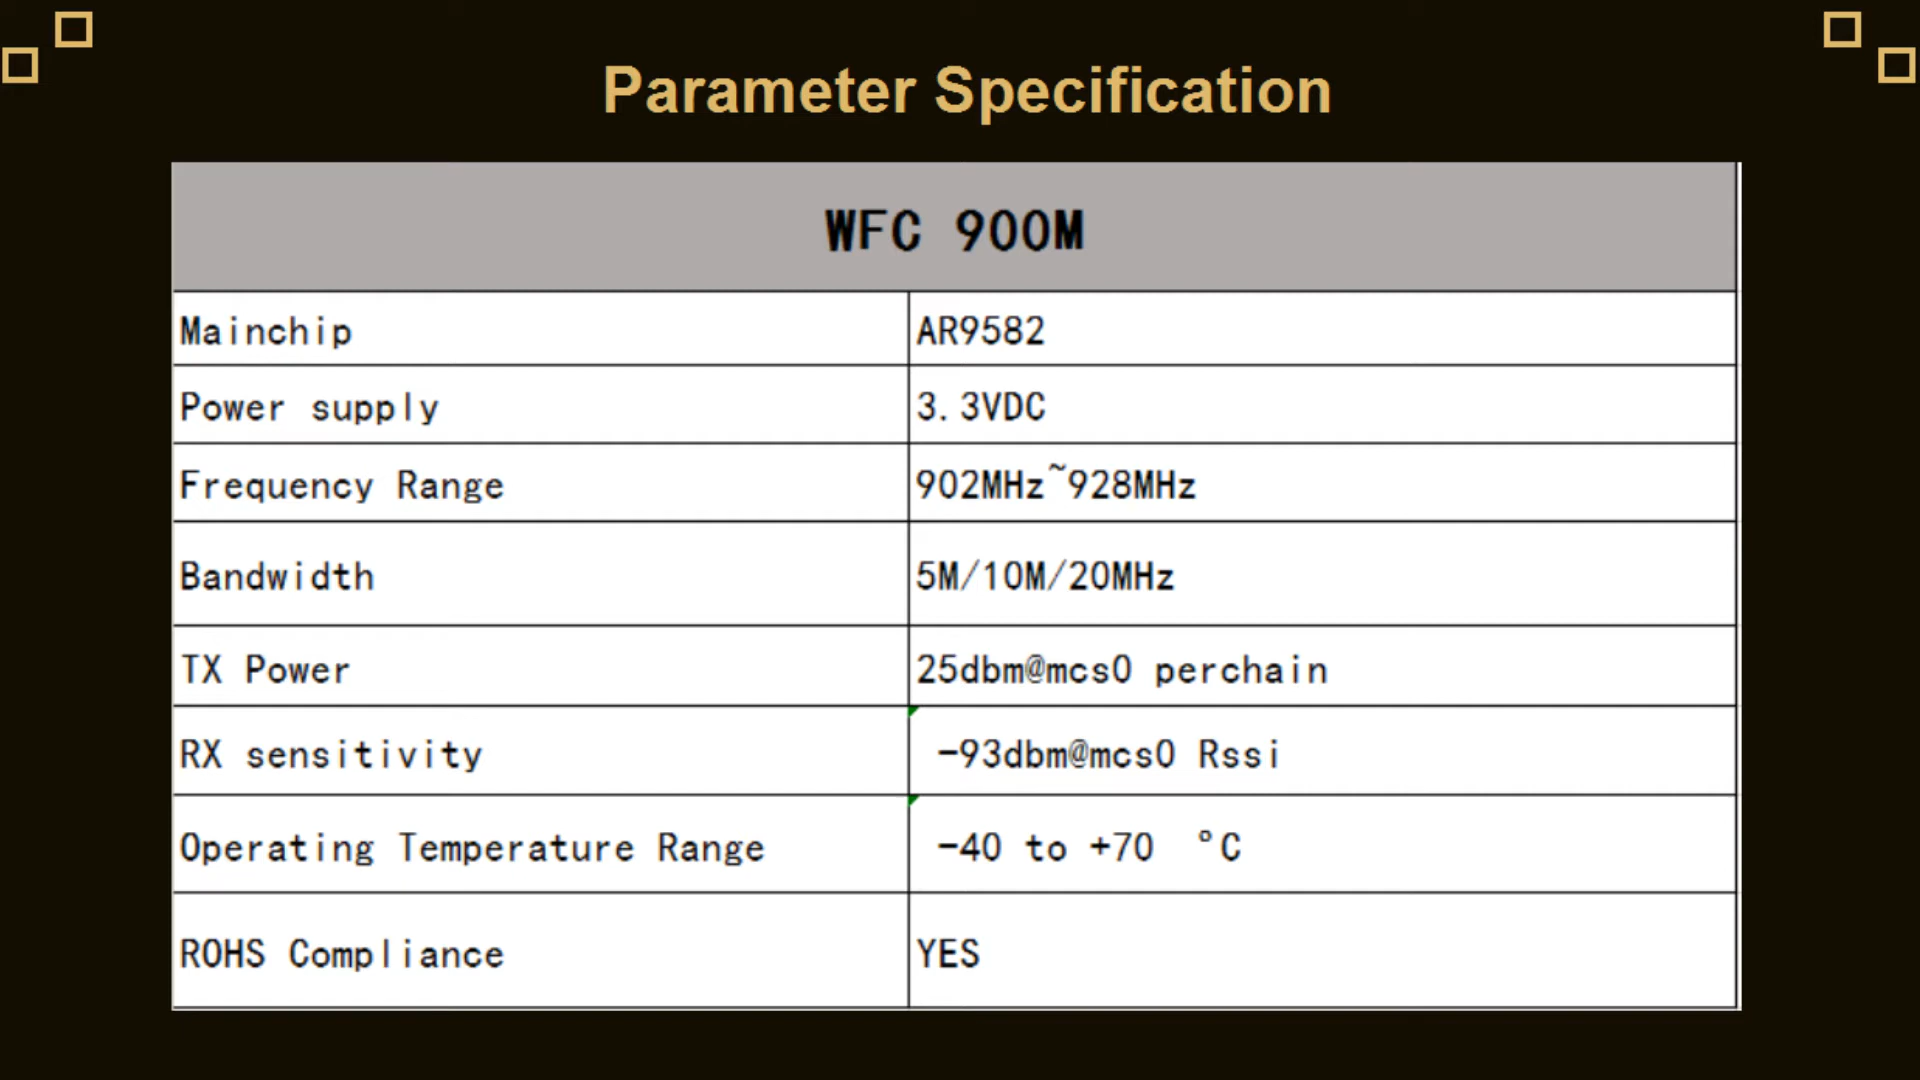 Parameter Specification
WFC 900M
Mainchip AR9582
Power supply 3.3VDC
Frequency Range 902MHz~928MHz
Bandwidth 5M/10M/20MHz
TX Power 25dbm@mcs0 perchain
RX sensitivity -93dbm@mcs0 Rssi
Operating Temperature Range -40 to +70 °C
ROHS Compliance YES